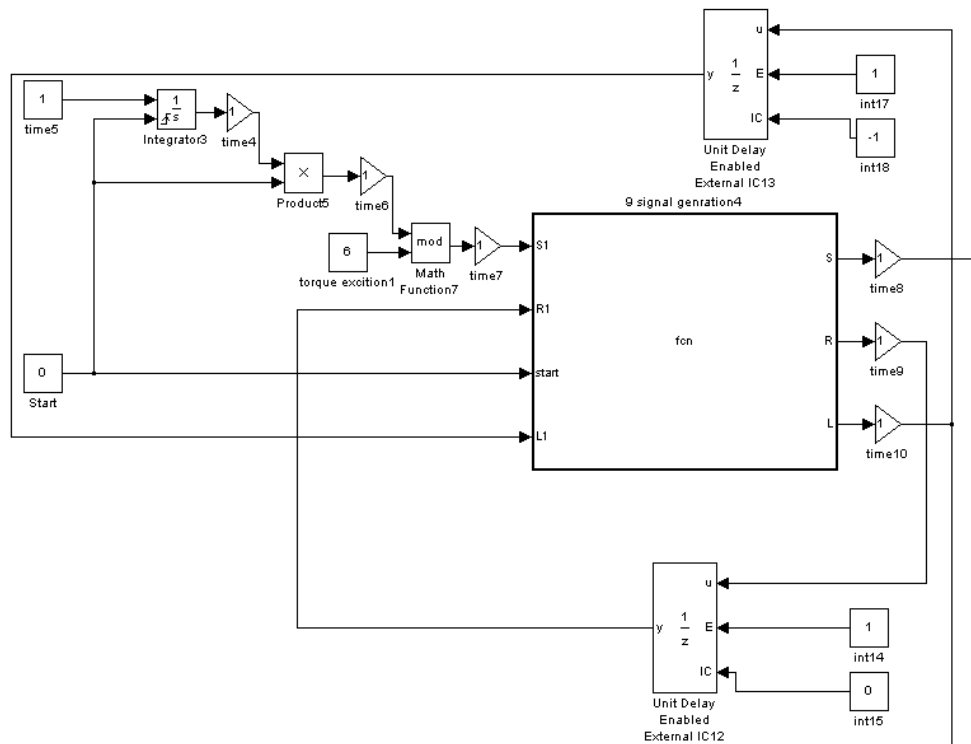 u
1
y
1
z
E
int17
IC
-1
int18
Unit Delay
Enabled
External IC13
1
time5
1
s
Integrator3
1
time4
×
Product5
1
time6
6
torque excition1
mod
Math
Function7
1
time7
0
Start
9 signal genration4
S1
R1
start
L1
fcn
S
R
L
1
time8
1
time9
1
time10
u
y
1
z
E
1
int14
IC
0
int15
Unit Delay
Enabled
External IC12